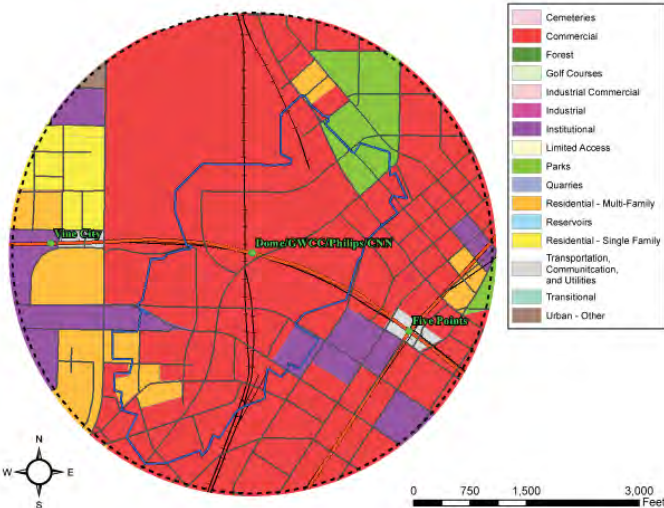 Cemeteries
Commercial
Forest
Golf Courses
Industrial Commercial
Industrial
Institutional
Limited Access
Parks
Quarries
Residential - Multi-Family
Reservoirs
Residential - Single Family
Transportation,
Communitcation,
and Utilities
Transitional
Urban - Other
Vine City
Dome/GWCC/Philips/CNN
Five Points
N
W E
S
0 750 1,500 3,000
Feet